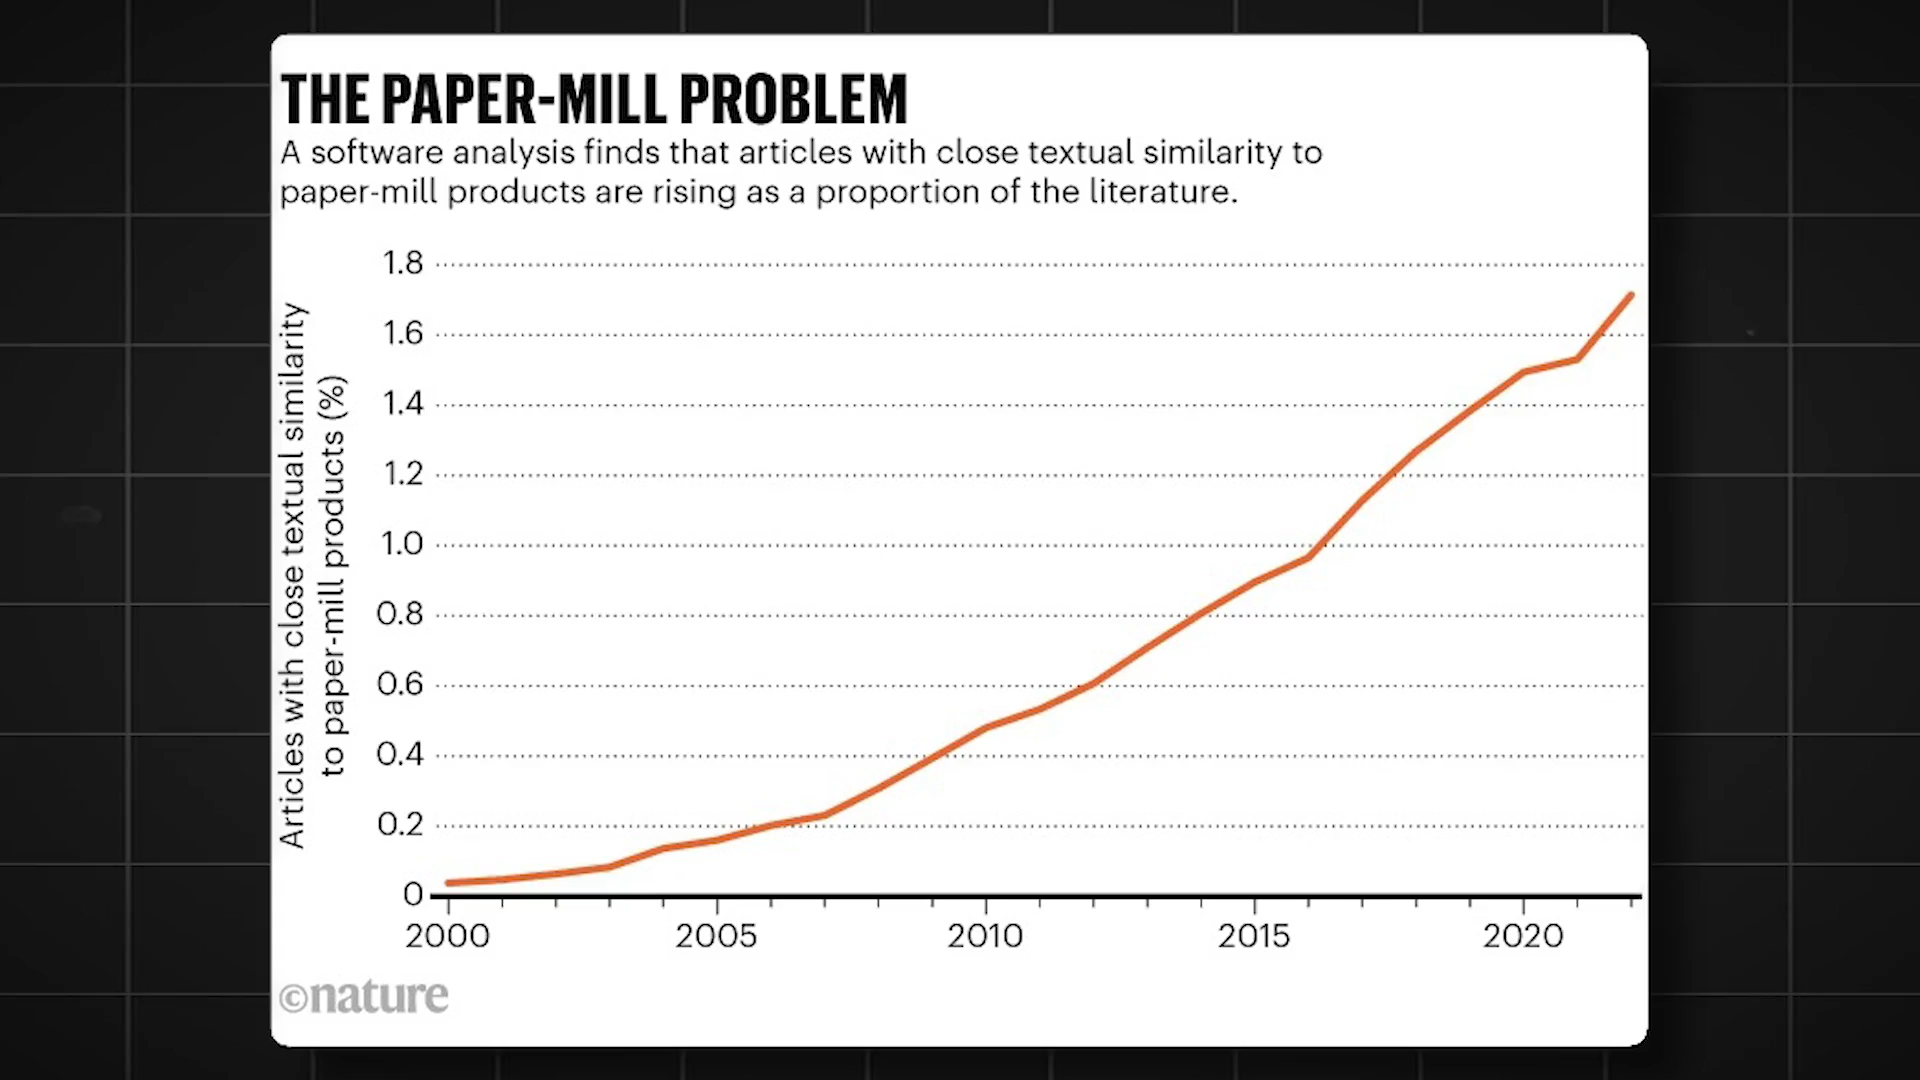 THE PAPER-MILL PROBLEM
A software analysis finds that articles with close textual similarity to
paper-mill products are rising as a proportion of the literature.
Articles with close textual similarity
to paper-mill products (%)
1.8
1.6
1.4
1.2
1.0
0.8
0.6
0.4
0.2
0
2000 2005 2010 2015 2020
©nature